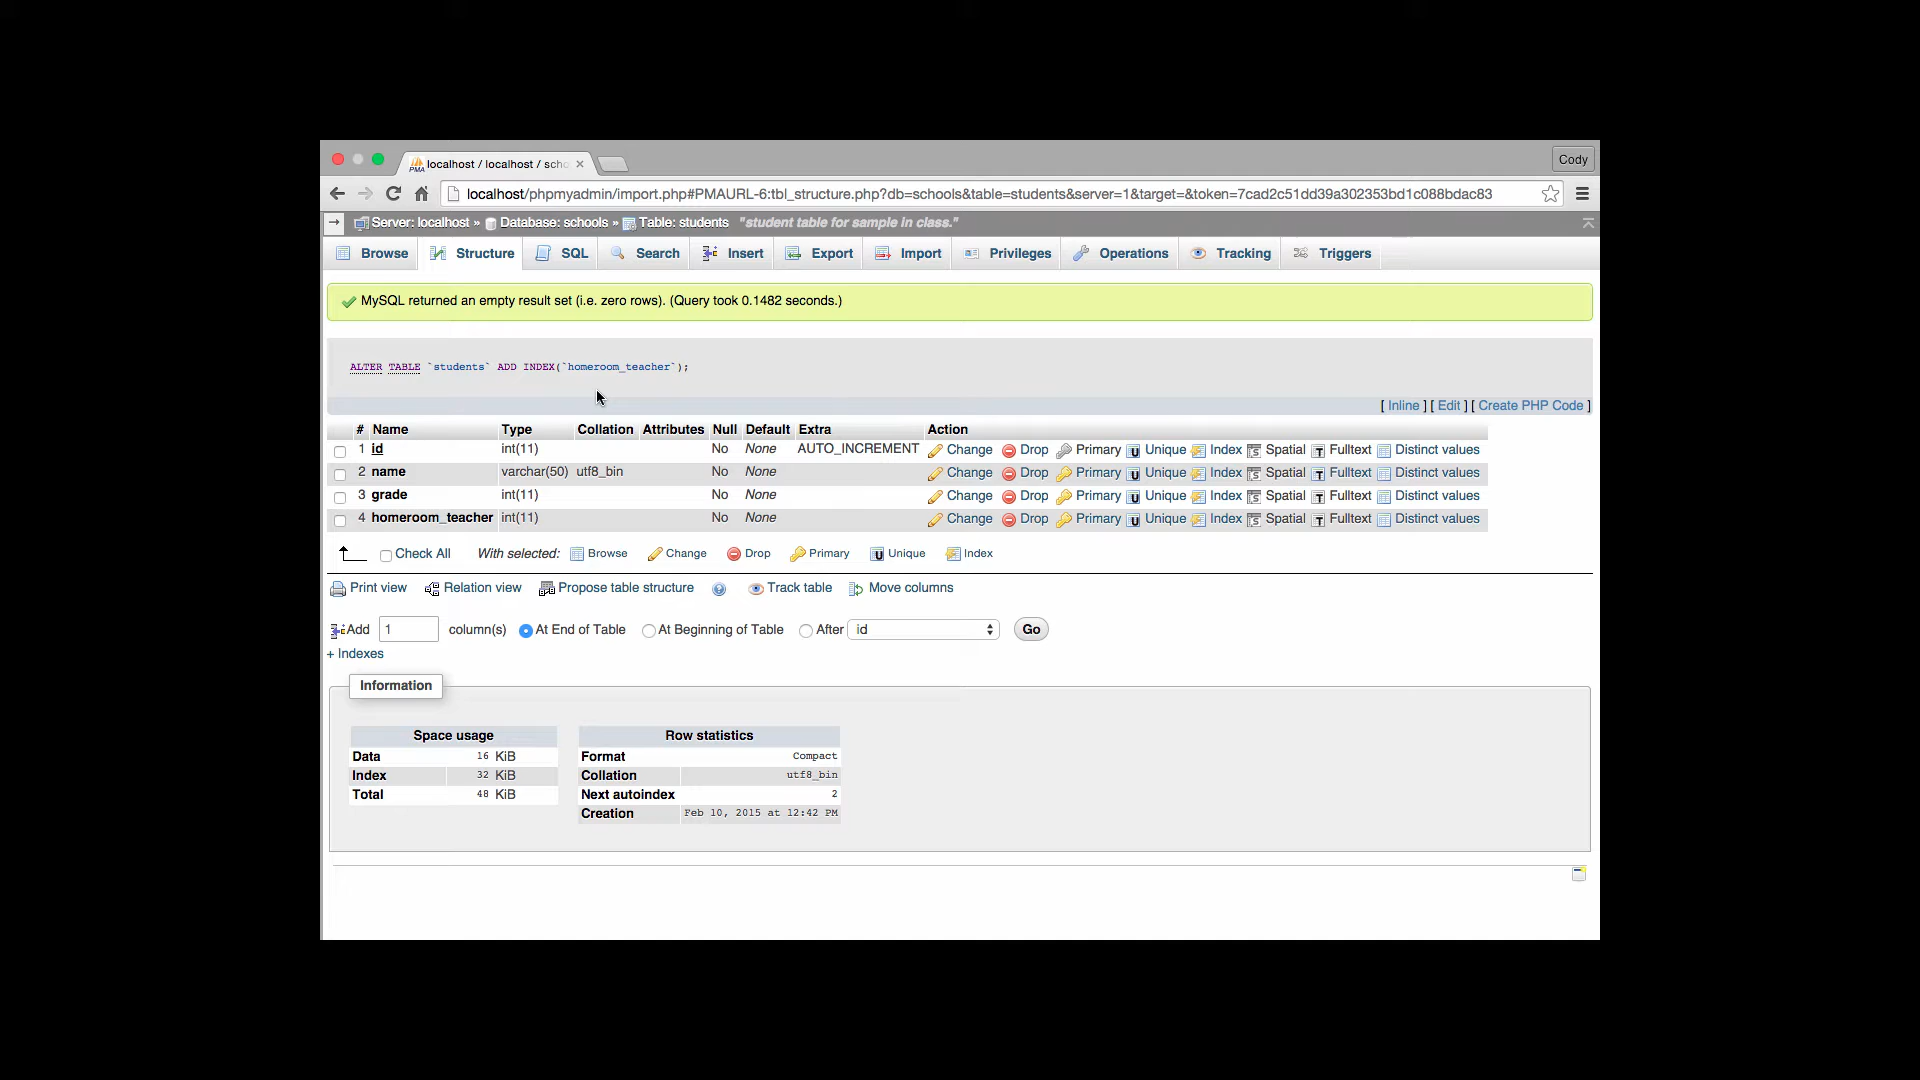 localhost / localhost / scho
Cody
localhost/phpmyadmin/import.php#PMAURL-6:tbl_structure.php?db=schools&table=students&server=1&target=&token=7cad2c51dd39a302353bd1c088bdac83
Server: localhost » Database: schools » Table: students "student table for sample in class."
Browse Structure SQL Search Insert Export Import Privileges Operations Tracking Triggers
MySQL returned an empty result set (i.e. zero rows). (Query took 0.1482 seconds.)
ALTER TABLE `students` ADD INDEX(`homeroom_teacher`);
[ Inline ] [ Edit ] [ Create PHP Code ]
# Name Type Collation Attributes Null Default Extra Action
1 id int(11) No None AUTO_INCREMENT Change Drop Primary Unique Index Spatial Fulltext Distinct values
2 name varchar(50) utf8_bin No None Change Drop Primary Unique Index Spatial Fulltext Distinct values
3 grade int(11) No None Change Drop Primary Unique Index Spatial Fulltext Distinct values
4 homeroom_teacher int(11) No None Change Drop Primary Unique Index Spatial Fulltext Distinct values
Check All With selected: Browse Change Drop Primary Unique Index
Print view Relation view Propose table structure Track table Move columns
Add 1 column(s) At End of Table At Beginning of Table After id Go
+ Indexes
Information
Space usage
Data 16 KiB
Index 32 KiB
Total 48 KiB
Row statistics
Format Compact
Collation utf8_bin
Next autoindex 2
Creation Feb 10, 2015 at 12:42 PM